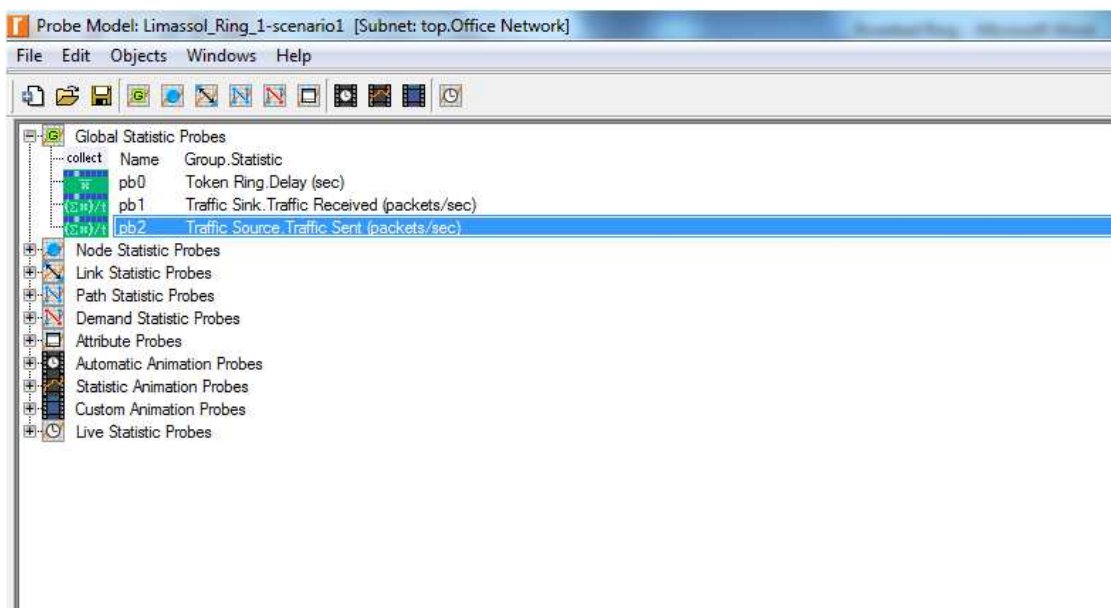 Probe Model: Limassol_Ring_1-scenario1 [Subnet: top.Office Network]
File Edit Objects Windows Help
Global Statistic Probes
collect Name Group.Statistic
pb0 Token Ring.Delay (sec)
pb1 Traffic Sink.Traffic Received (packets/sec)
pb2 Traffic Source.Traffic Sent (packets/sec)
Node Statistic Probes
Link Statistic Probes
Path Statistic Probes
Demand Statistic Probes
Attribute Probes
Automatic Animation Probes
Statistic Animation Probes
Custom Animation Probes
Live Statistic Probes